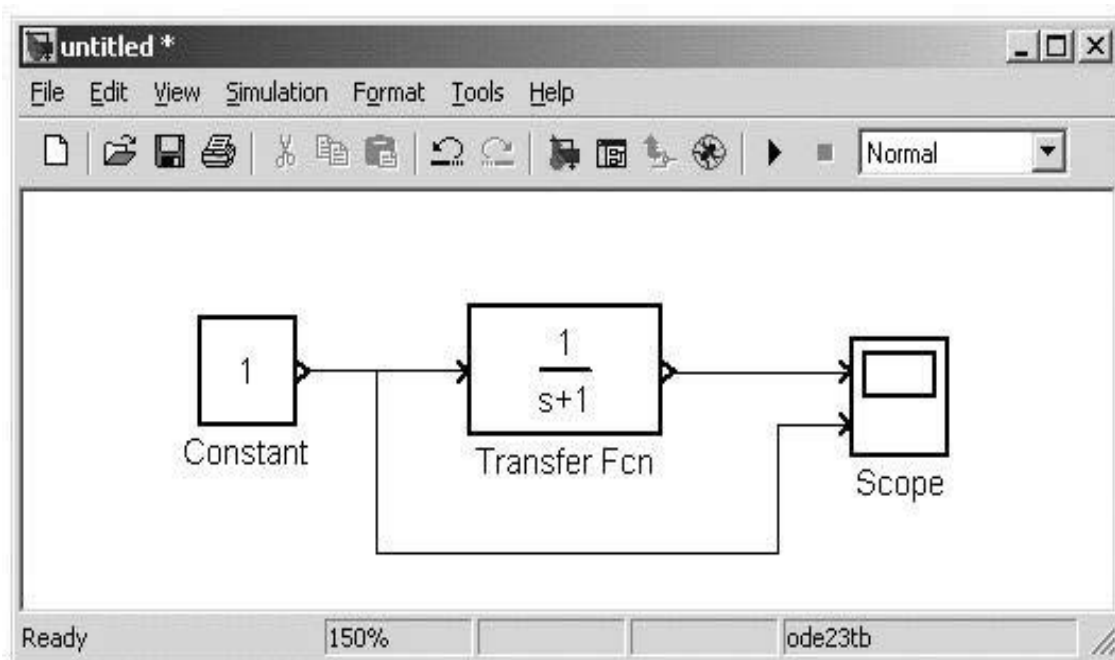 untitled *
File Edit View Simulation Format Tools Help
Normal
1
Constant
1
s+1
Transfer Fcn
Scope
Ready 150% ode23tb